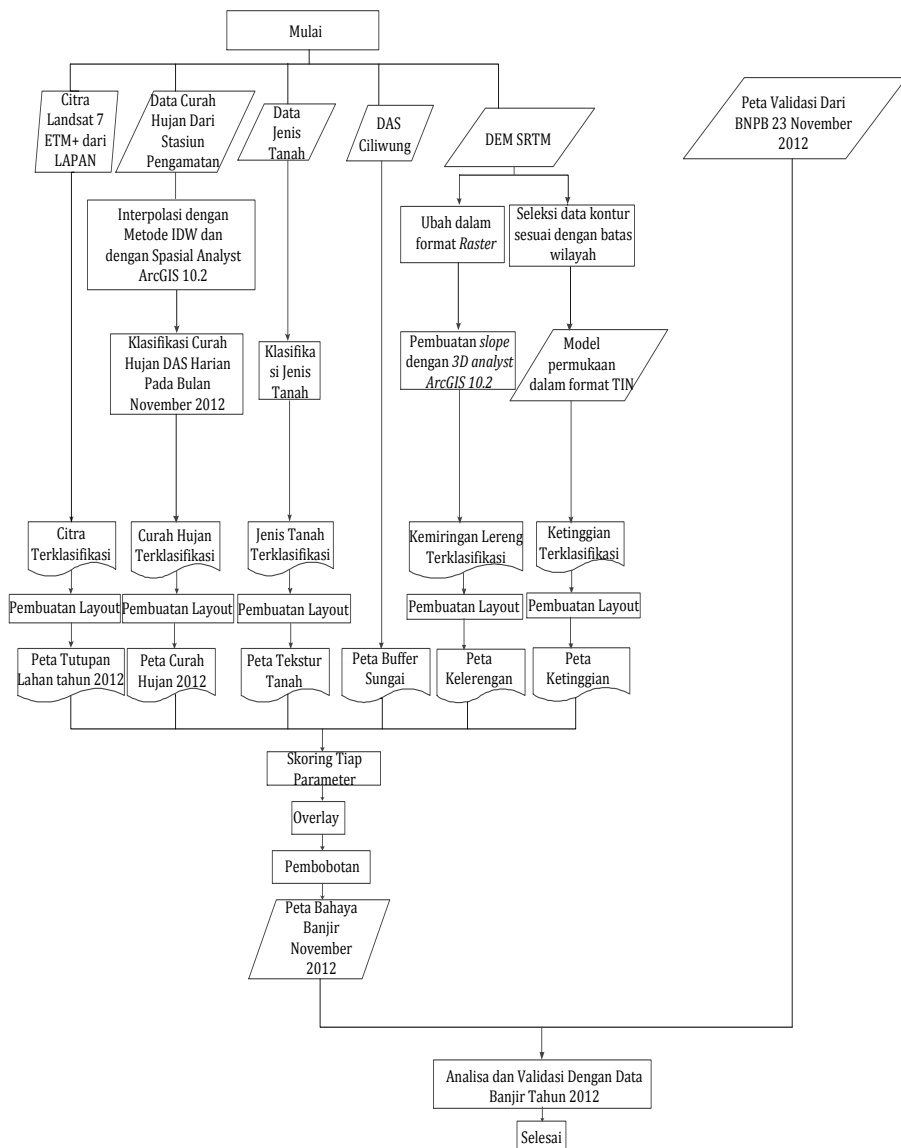 Mulai
Citra
Landsat 7
ETM+ dari
LAPAN
Data Curah
Hujan Dari
Stasiun
Pengamatan
Data
Jenis
Tanah
DAS
Ciliwung
DEM SRTM
Peta Validasi Dari
BNPB 23 November
2012
Interpolasi dengan
Metode IDW dan
dengan Spasial Analyst
ArcGIS 10.2
Ubah dalam
format Raster
Seleksi data kontur
sesuai dengan batas
wilayah
Klasifikasi Curah
Hujan DAS Harian
Pada Bulan
November 2012
Klasifika
si Jenis
Tanah
Pembuatan slope
dengan 3D analyst
ArcGIS 10.2
Model
permukaan
dalam format TIN
Citra
Terklasifikasi
Curah Hujan
Terklasifikasi
Jenis Tanah
Terklasifikasi
Kemiringan Lereng
Terklasifikasi
Ketinggian
Terklasifikasi
Pembuatan Layout
Pembuatan Layout
Pembuatan Layout
Pembuatan Layout
Pembuatan Layout
Peta Tutupan
Lahan tahun 2012
Peta Curah
Hujan 2012
Peta Tekstur
Tanah
Peta Buffer
Sungai
Peta
Kelerengan
Peta
Ketinggian
Skoring Tiap
Parameter
Overlay
Pembobotan
Peta Bahaya
Banjir
November
2012
Analisa dan Validasi Dengan Data
Banjir Tahun 2012
Selesai